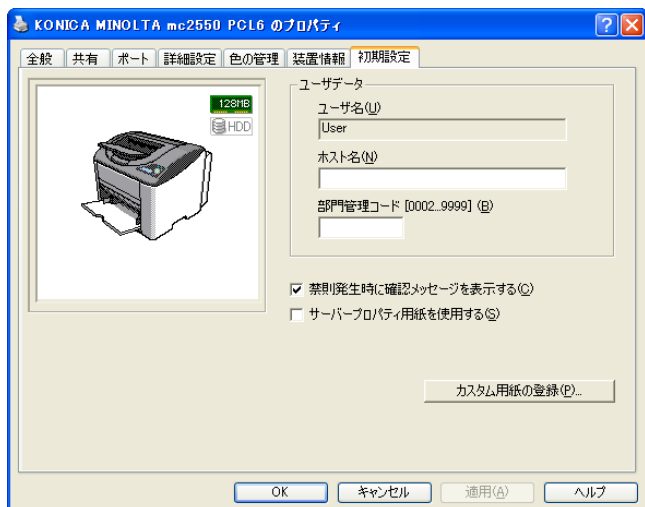 KONICA MINOLTA mc2550 PCL6 のプロパティ
全般 共有 ポート 詳細設定 色の管理 装置情報 初期設定
128MB
HDD
ユーザデータ
ユーザ名(U)
User
ホスト名(N)
部門管理コード [0002...9999] (B)
禁則発生時に確認メッセージを表示する(C)
サーバープロパティ用紙を使用する(S)
カスタム用紙の登録(P)...
OK キャンセル 適用(A) ヘルプ